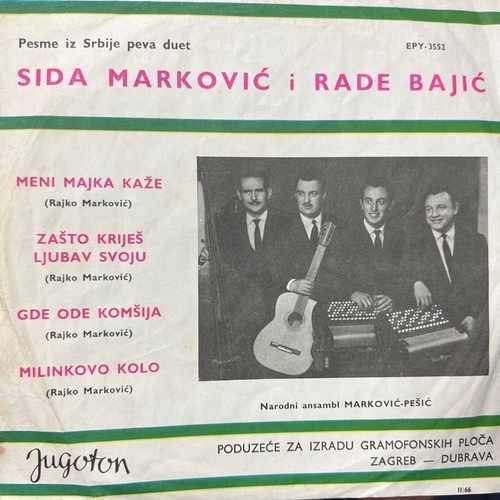 Pesme iz Srbije peva duet
EPY-3552
SIDA MARKOVIĆ i RADE BAJIĆ
MENI MAJKA KAŽE
(Rajko Marković)
ZAŠTO KRIJEŠ
LJUBAV SVOJU
(Rajko Marković)
GDE ODE KOMŠIJA
(Rajko Marković)
MILINKOVO KOLO
(Rajko Marković)
Narodni ansambl MARKOVIĆ-PEŠIĆ
Jugoton
PODUZEĆE ZA IZRADU GRAMOFONSKIH PLOČA
ZAGREB — DUBRAVA
II/66